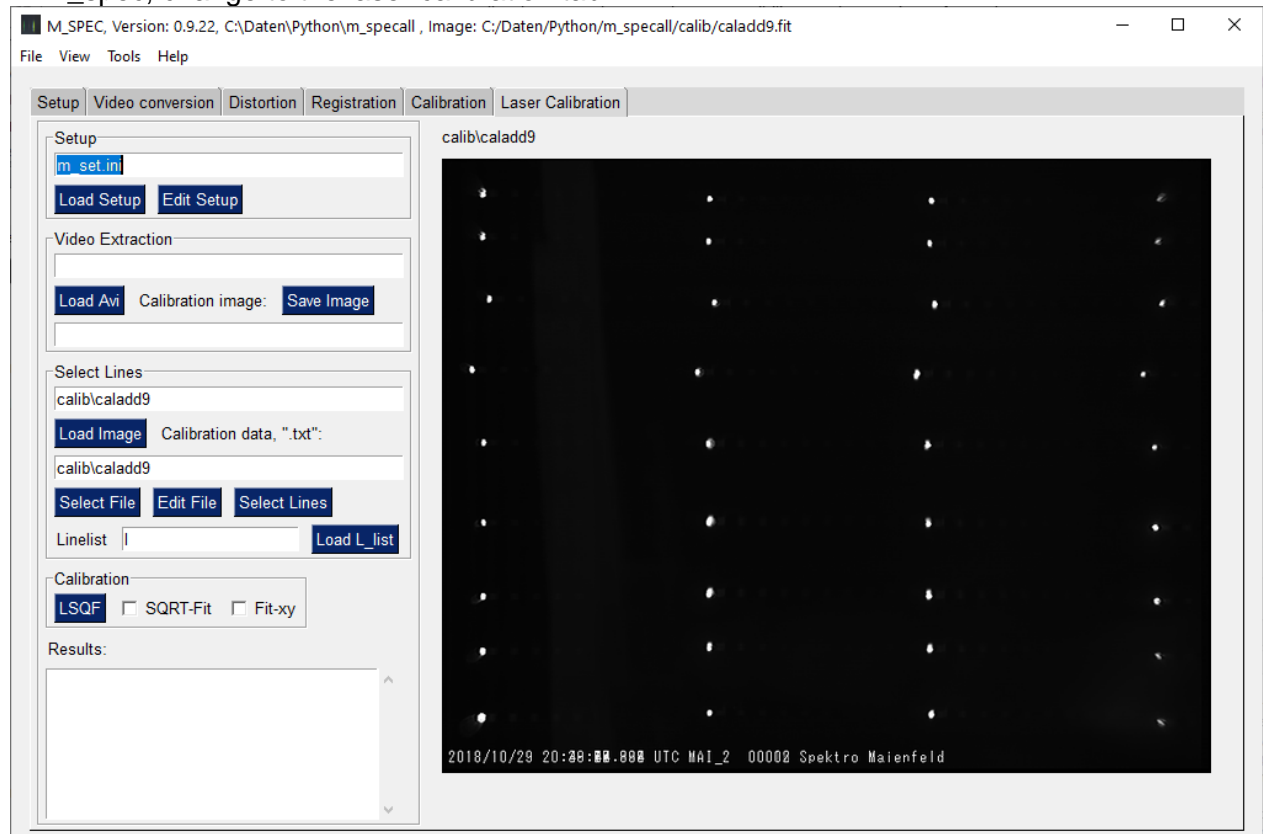 M_SPEC, Version: 0.9.22, C:\Daten\Python\m_specall , Image: C:/Daten/Python/m_specall/calib/caladd9.fit
File View Tools Help
Setup Video conversion Distortion Registration Calibration Laser Calibration
Setup
m_set.ini
Load Setup Edit Setup
Video Extraction
Load Avi Calibration image: Save Image
Select Lines
calib\caladd9
Load Image Calibration data, ".txt":
calib\caladd9
Select File Edit File Select Lines
Linelist l Load L_list
Calibration
LSQF SQRT-Fit Fit-xy
Results:
calib\caladd9
2018/10/29 UTC MAI_2 Spektro Maienfeld